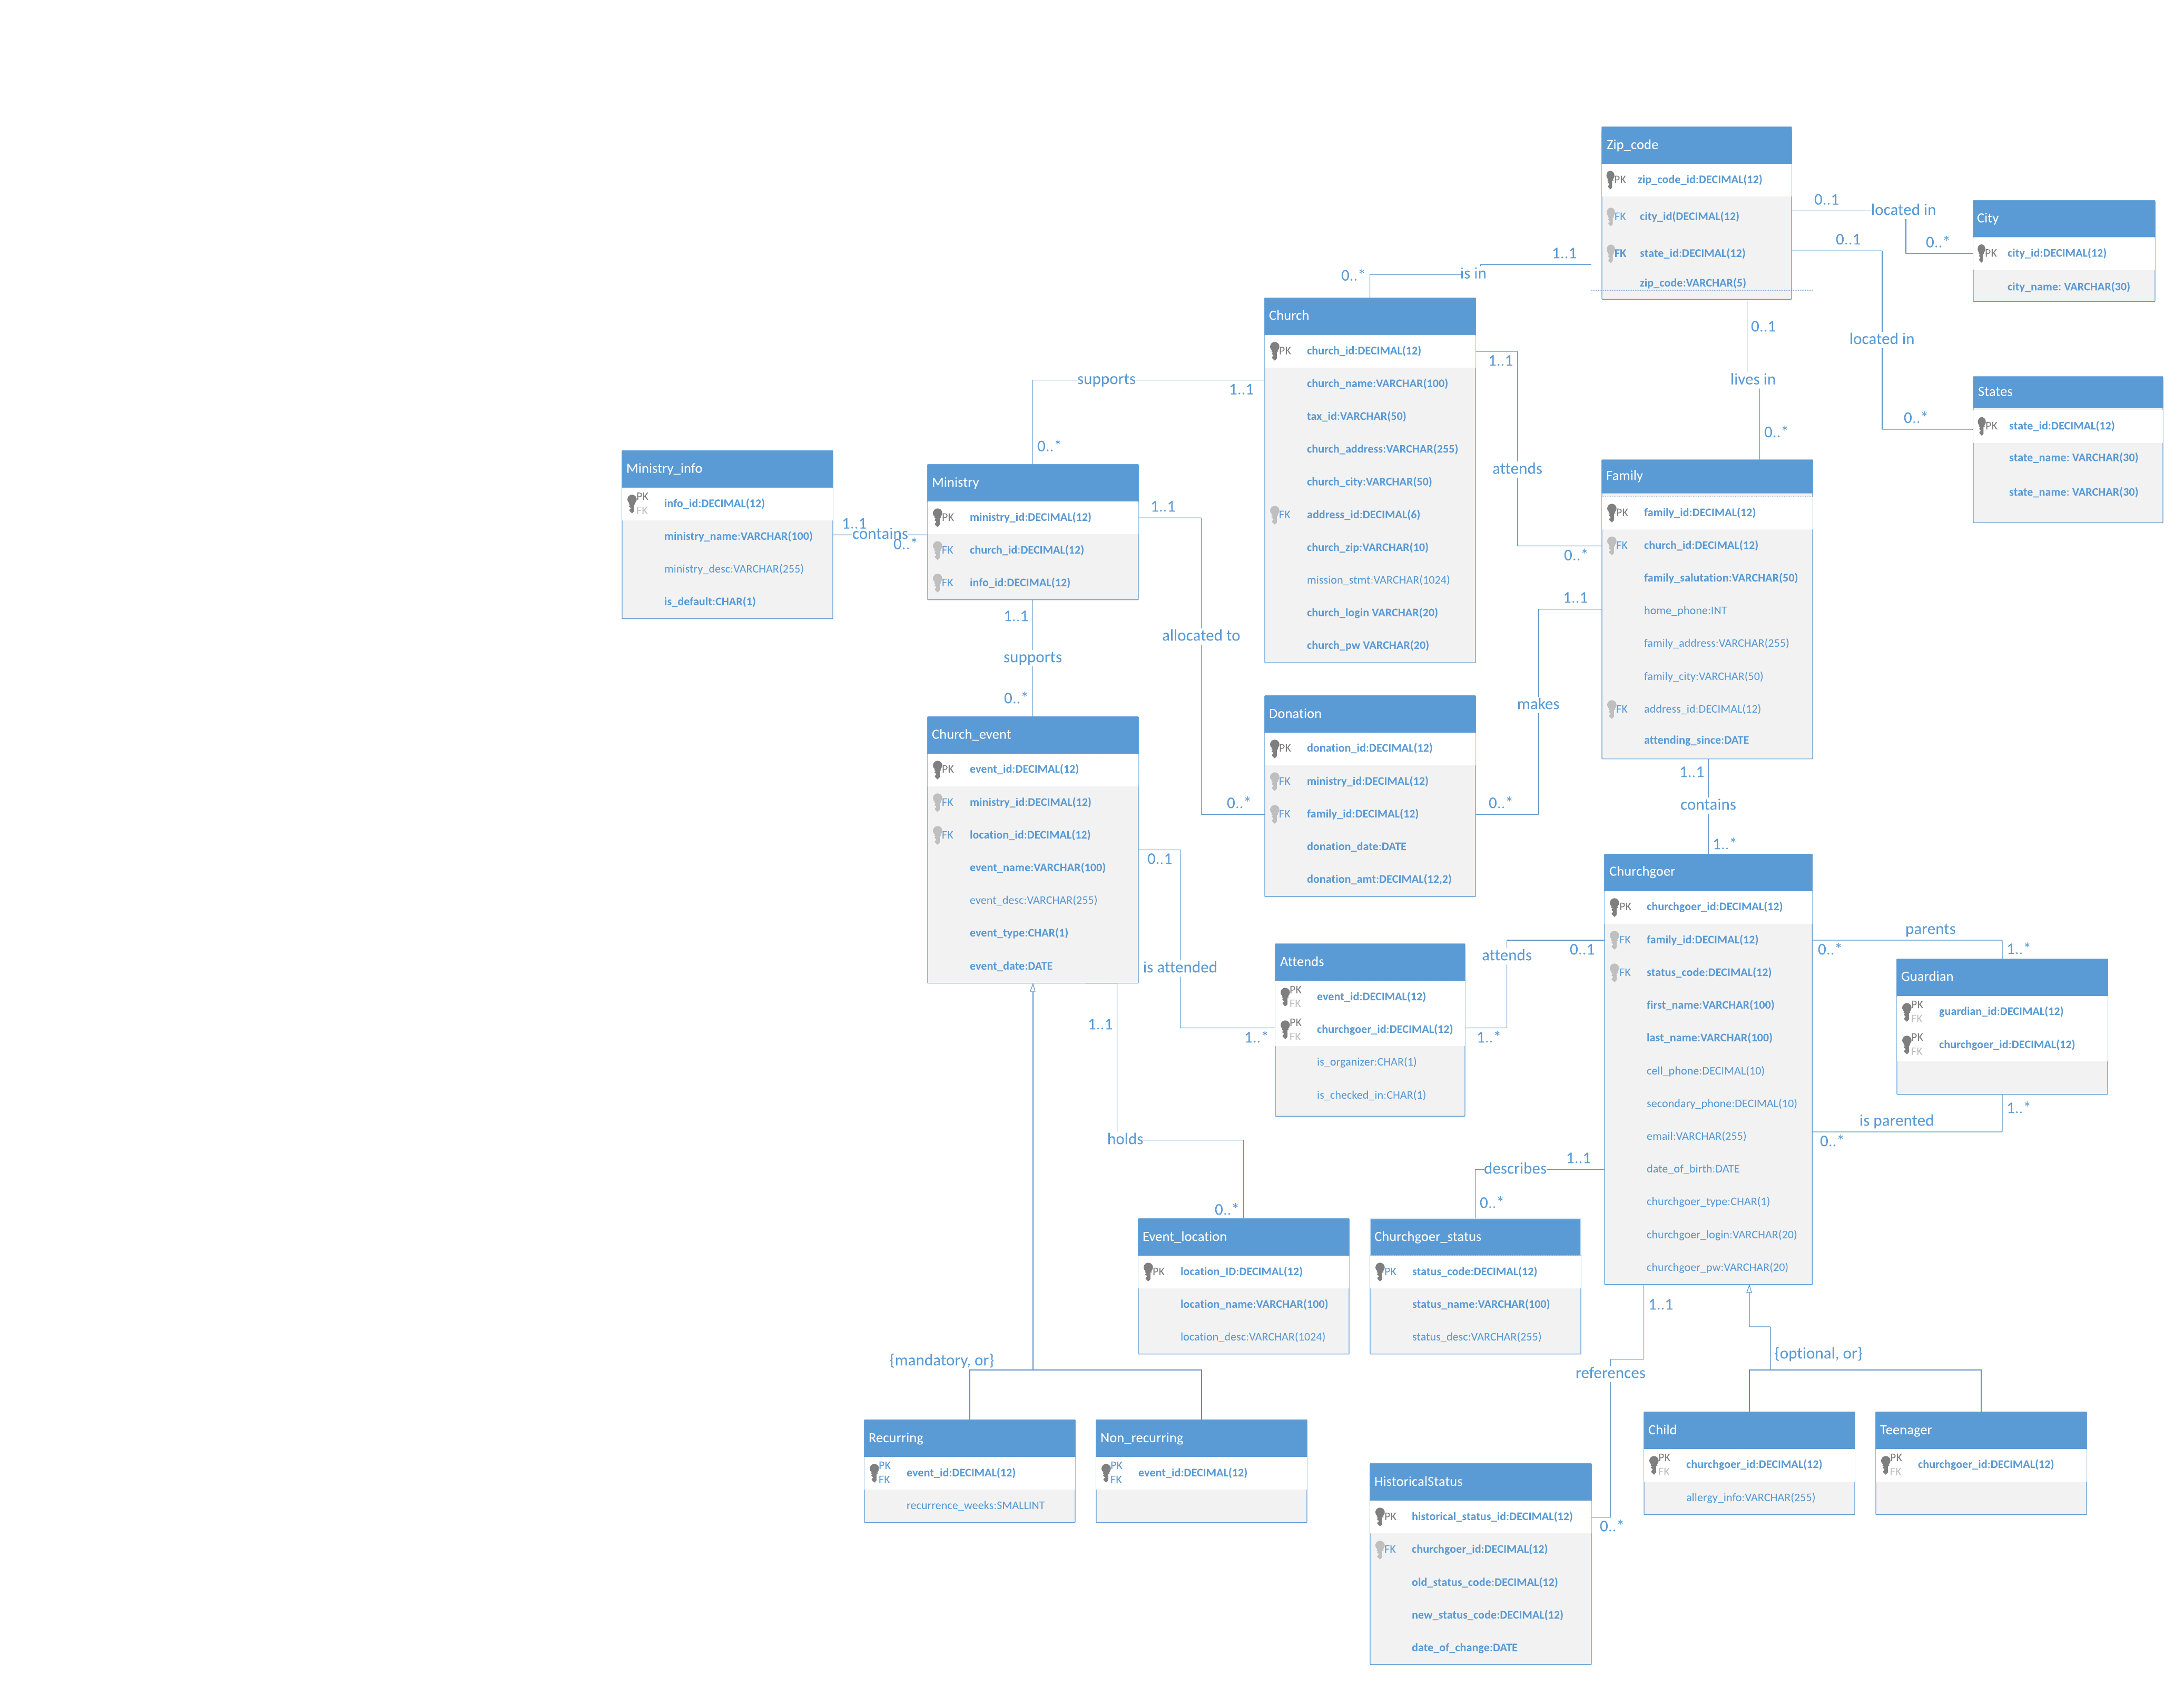 Zip_code
PK zip_code_id:DECIMAL(12)
FK city_id(DECIMAL(12)
FK state_id:DECIMAL(12)
zip_code:VARCHAR(5)
0..1
located in
0..*
City
PK city_id:DECIMAL(12)
city_name: VARCHAR(30)
0..1
located in
0..*
States
PK state_id:DECIMAL(12)
state_name: VARCHAR(30)
state_name: VARCHAR(30)
1..1
is in
0..*
0..1
lives in
0..*
Church
PK church_id:DECIMAL(12)
church_name:VARCHAR(100)
tax_id:VARCHAR(50)
church_address:VARCHAR(255)
church_city:VARCHAR(50)
FK address_id:DECIMAL(6)
church_zip:VARCHAR(10)
mission_stmt:VARCHAR(1024)
church_login VARCHAR(20)
church_pw VARCHAR(20)
supports
1..1
0..*
1..1
attends
0..*
Ministry_info
PK
FK
info_id:DECIMAL(12)
ministry_name:VARCHAR(100)
ministry_desc:VARCHAR(255)
is_default:CHAR(1)
1..1
contains
0..*
Ministry
PK ministry_id:DECIMAL(12)
FK church_id:DECIMAL(12)
FK info_id:DECIMAL(12)
1..1
allocated to
0..*
1..1
supports
0..*
Family
PK family_id:DECIMAL(12)
FK church_id:DECIMAL(12)
family_salutation:VARCHAR(50)
home_phone:INT
family_address:VARCHAR(255)
family_city:VARCHAR(50)
FK address_id:DECIMAL(12)
attending_since:DATE
1..1
makes
0..*
Donation
PK donation_id:DECIMAL(12)
FK ministry_id:DECIMAL(12)
FK family_id:DECIMAL(12)
donation_date:DATE
donation_amt:DECIMAL(12,2)
Church_event
PK event_id:DECIMAL(12)
FK ministry_id:DECIMAL(12)
FK location_id:DECIMAL(12)
event_name:VARCHAR(100)
event_desc:VARCHAR(255)
event_type:CHAR(1)
event_date:DATE
0..1
is attended
1..*
1..1
contains
1..*
Churchgoer
PK churchgoer_id:DECIMAL(12)
FK family_id:DECIMAL(12)
FK status_code:DECIMAL(12)
first_name:VARCHAR(100)
last_name:VARCHAR(100)
cell_phone:DECIMAL(10)
secondary_phone:DECIMAL(10)
email:VARCHAR(255)
date_of_birth:DATE
churchgoer_type:CHAR(1)
churchgoer_login:VARCHAR(20)
churchgoer_pw:VARCHAR(20)
Attends
PK
FK
event_id:DECIMAL(12)
PK
FK
churchgoer_id:DECIMAL(12)
is_organizer:CHAR(1)
is_checked_in:CHAR(1)
attends
0..1
1..*
parents
0..*
1..*
Guardian
PK
FK
guardian_id:DECIMAL(12)
PK
FK
churchgoer_id:DECIMAL(12)
1..*
is parented
0..*
1..1
holds
0..*
describes
1..1
0..*
Event_location
PK location_ID:DECIMAL(12)
location_name:VARCHAR(100)
location_desc:VARCHAR(1024)
Churchgoer_status
PK status_code:DECIMAL(12)
status_name:VARCHAR(100)
status_desc:VARCHAR(255)
1..1
references
0..*
{mandatory, or}
{optional, or}
Recurring
PK
FK
event_id:DECIMAL(12)
recurrence_weeks:SMALLINT
Non_recurring
PK
FK
event_id:DECIMAL(12)
Child
PK
FK
churchgoer_id:DECIMAL(12)
allergy_info:VARCHAR(255)
Teenager
PK
FK
churchgoer_id:DECIMAL(12)
HistoricalStatus
PK historical_status_id:DECIMAL(12)
FK churchgoer_id:DECIMAL(12)
old_status_code:DECIMAL(12)
new_status_code:DECIMAL(12)
date_of_change:DATE